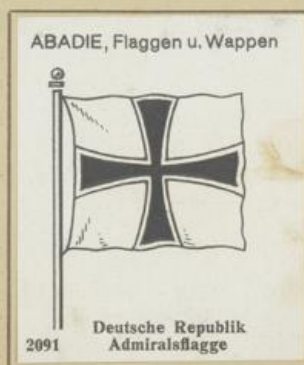 ABADIE, Flaggen u. Wappen
Deutsche Republik
2091 Admiralsflagge